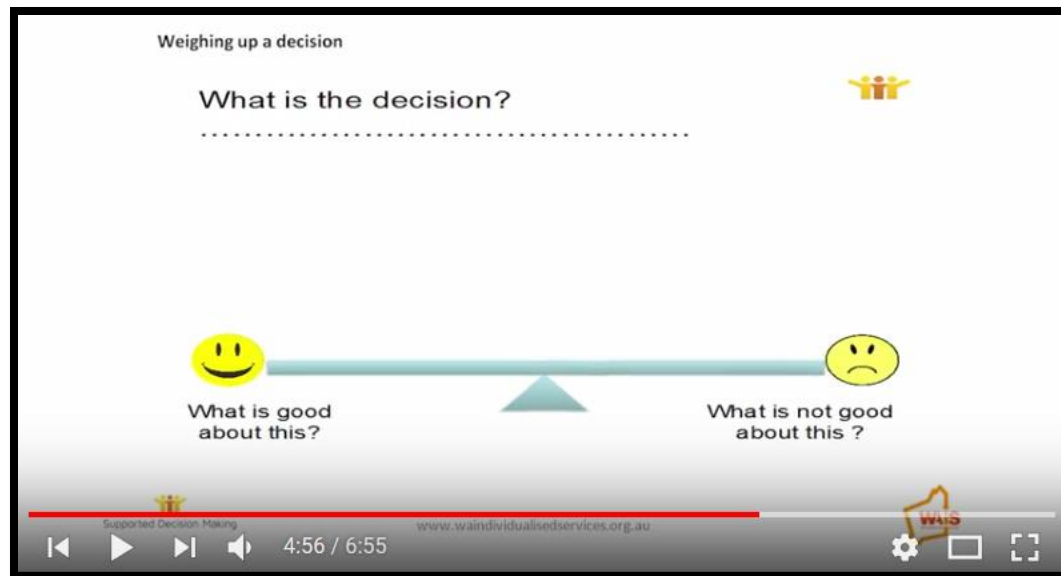 Weighing up a decision
What is the decision?
............................................
What is good
about this?
What is not good
about this ?
Supported Decision Making
www.waindividualisedservices.org.au
WAiS
4:56 / 6:55